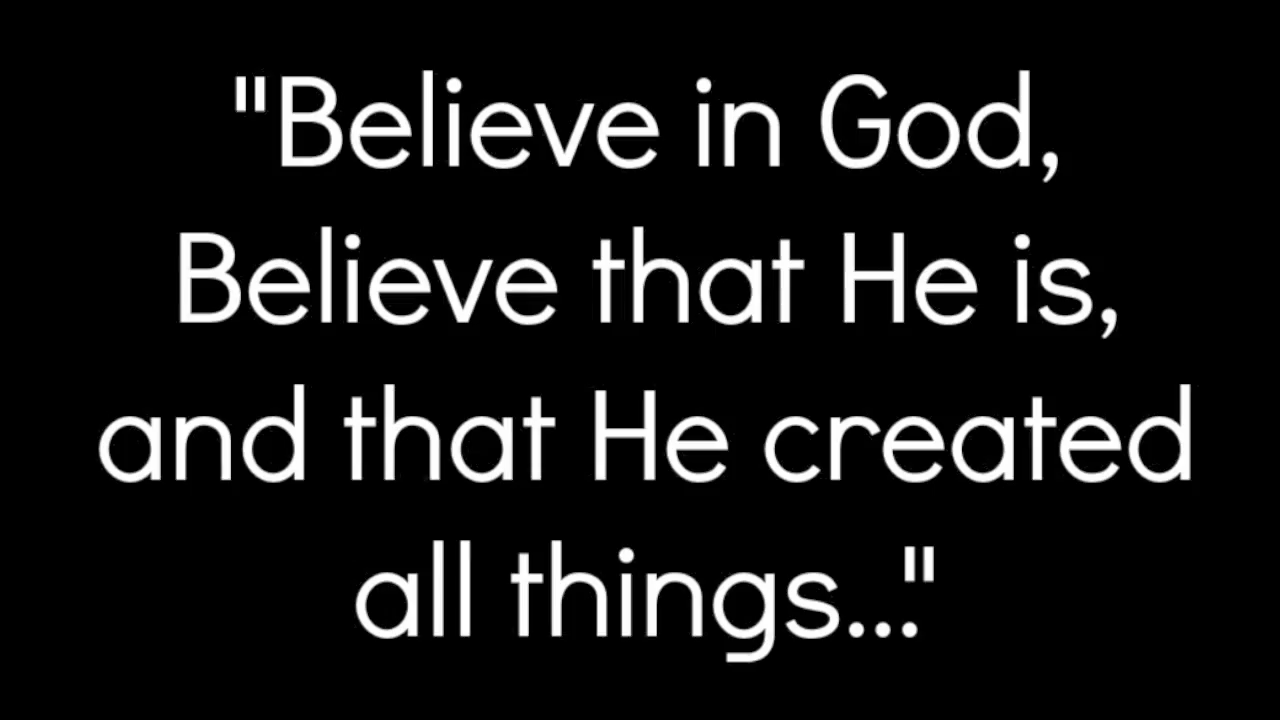 "Believe in God,
Believe that He is,
and that He created
all things..."